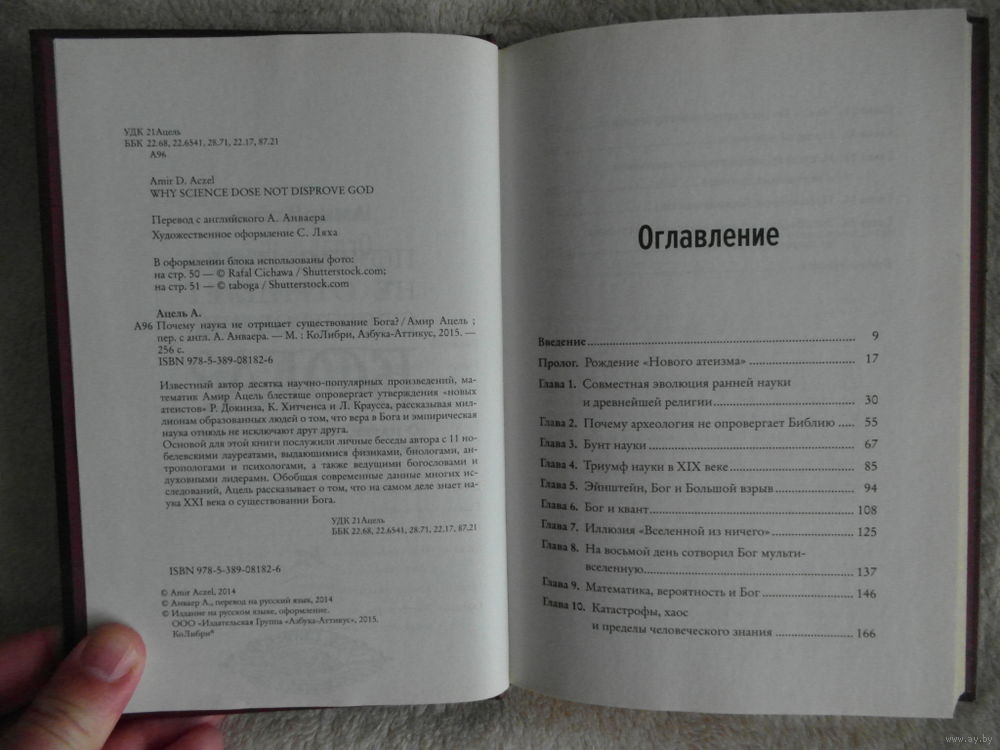 УДК 21Ацель
ББК 22.68, 22.6541, 28.71, 22.17, 87.21
А96
Amir D. Aczel
WHY SCIENCE DOSE NOT DISPROVE GOD
Перевод с английского А. Анваера
Художественное оформление С. Ляха
В оформлении блока использованы фото:
на стр. 50 — © Rafal Cichawa / Shutterstock.com;
на стр. 51 — © taboga / Shutterstock.com
Ацель А.
А96 Почему наука не отрицает существование Бога? / Амир Ацель ;
пер. с англ. А. Анваера. — М. : КоЛибри, Азбука-Аттикус, 2015. —
256 с.
ISBN 978-5-389-08182-6
Известный автор десятка научно-популярных произведений, ма-
тематик Амир Ацель блестяще опровергает утверждения «новых
атеистов» Р. Докинза, К. Хитченса и Л. Краусса, рассказывая мил-
лионам образованных людей о том, что вера в Бога и эмпирическая
наука отнюдь не исключают друг друга.
Основой для этой книги послужили личные беседы автора с 11 но-
белевскими лауреатами, выдающимися физиками, биологами, ан-
тропологами и психологами, а также ведущими богословами и
духовными лидерами. Обобщая современные данные многих ис-
следований, Ацель рассказывает о том, что на самом деле знает на-
ука XXI века о существовании Бога.
УДК 21Ацель
ББК 22.68, 22.6541, 28.71, 22.17, 87.21
ISBN 978-5-389-08182-6
© Amir Aczel, 2014
© Анваер А., перевод на русский язык, 2014
© Издание на русском языке, оформление.
ООО «Издательская Группа «Азбука-Аттикус», 2015.
КоЛибри®
Оглавление
Введение 9
Пролог. Рождение «Нового атеизма» 17
Глава 1. Совместная эволюция ранней науки
и древнейшей религии 30
Глава 2. Почему археология не опровергает Библию 55
Глава 3. Бунт науки 67
Глава 4. Триумф науки в XIX веке 85
Глава 5. Эйнштейн, Бог и Большой взрыв 94
Глава 6. Бог и квант 108
Глава 7. Иллюзия «Вселенной из ничего» 125
Глава 8. На восьмой день сотворил Бог мульти-
вселенную 137
Глава 9. Математика, вероятность и Бог 146
Глава 10. Катастрофы, хаос
и пределы человеческого знания 166
www.ay.by